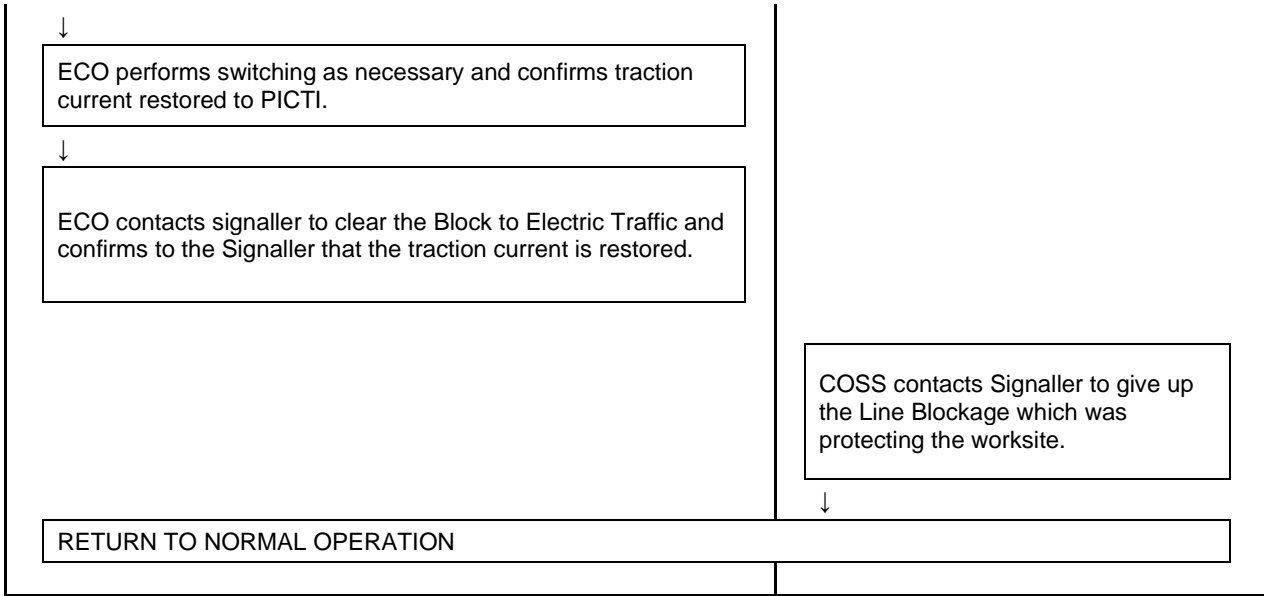 ↓
ECO performs switching as necessary and confirms traction
current restored to PICTI.
↓
ECO contacts signaller to clear the Block to Electric Traffic and
confirms to the Signaller that the traction current is restored.
COSS contacts Signaller to give up
the Line Blockage which was
protecting the worksite.
↓
RETURN TO NORMAL OPERATION